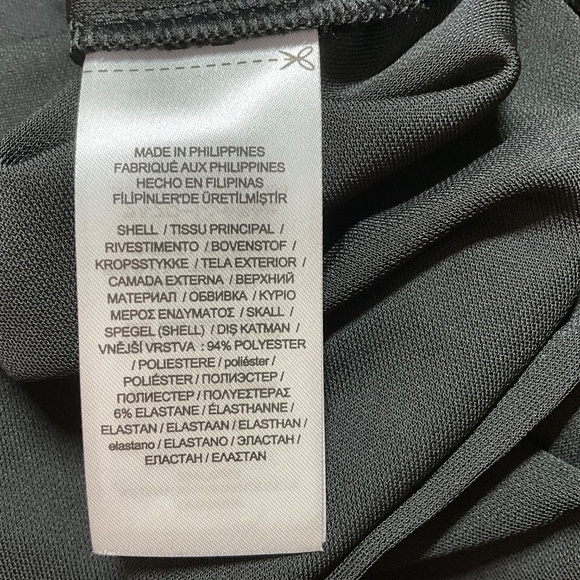 MADE IN PHILIPPINES
FABRIQUÉ AUX PHILIPPINES
HECHO EN FILIPINAS
FİLİPİNLER'DE ÜRETİLMİŞTİR
SHELL / TISSU PRINCIPAL /
RIVESTIMENTO / BOVENSTOF /
KROPSSTYKKE / TELA EXTERIOR /
CAMADA EXTERNA / ВЕРХНИЙ
МАТЕРИАЛ / ОБВИВКА / ΚΥΡΙΟ
ΜΕΡΟΣ ΕΝΔΥΜΑΤΟΣ / SKALL /
SPEGEL (SHELL) / DIŞ KATMAN /
VNĚJŠÍ VRSTVA : 94% POLYESTER
/ POLIESTERE / poliéster /
POLIÉSTER / ПОЛИЭСТЕР /
ПОЛИЕСТЕР / ΠΟΛΥΕΣΤΕΡΑΣ
6% ELASTANE / ÉLASTHANNE /
ELASTAN / ELASTAAN / ELASTHAN /
elastano / ELASTANO / ЭЛАСТАН /
ЕЛАСТАН / ΕΛΑΣΤΑΝ